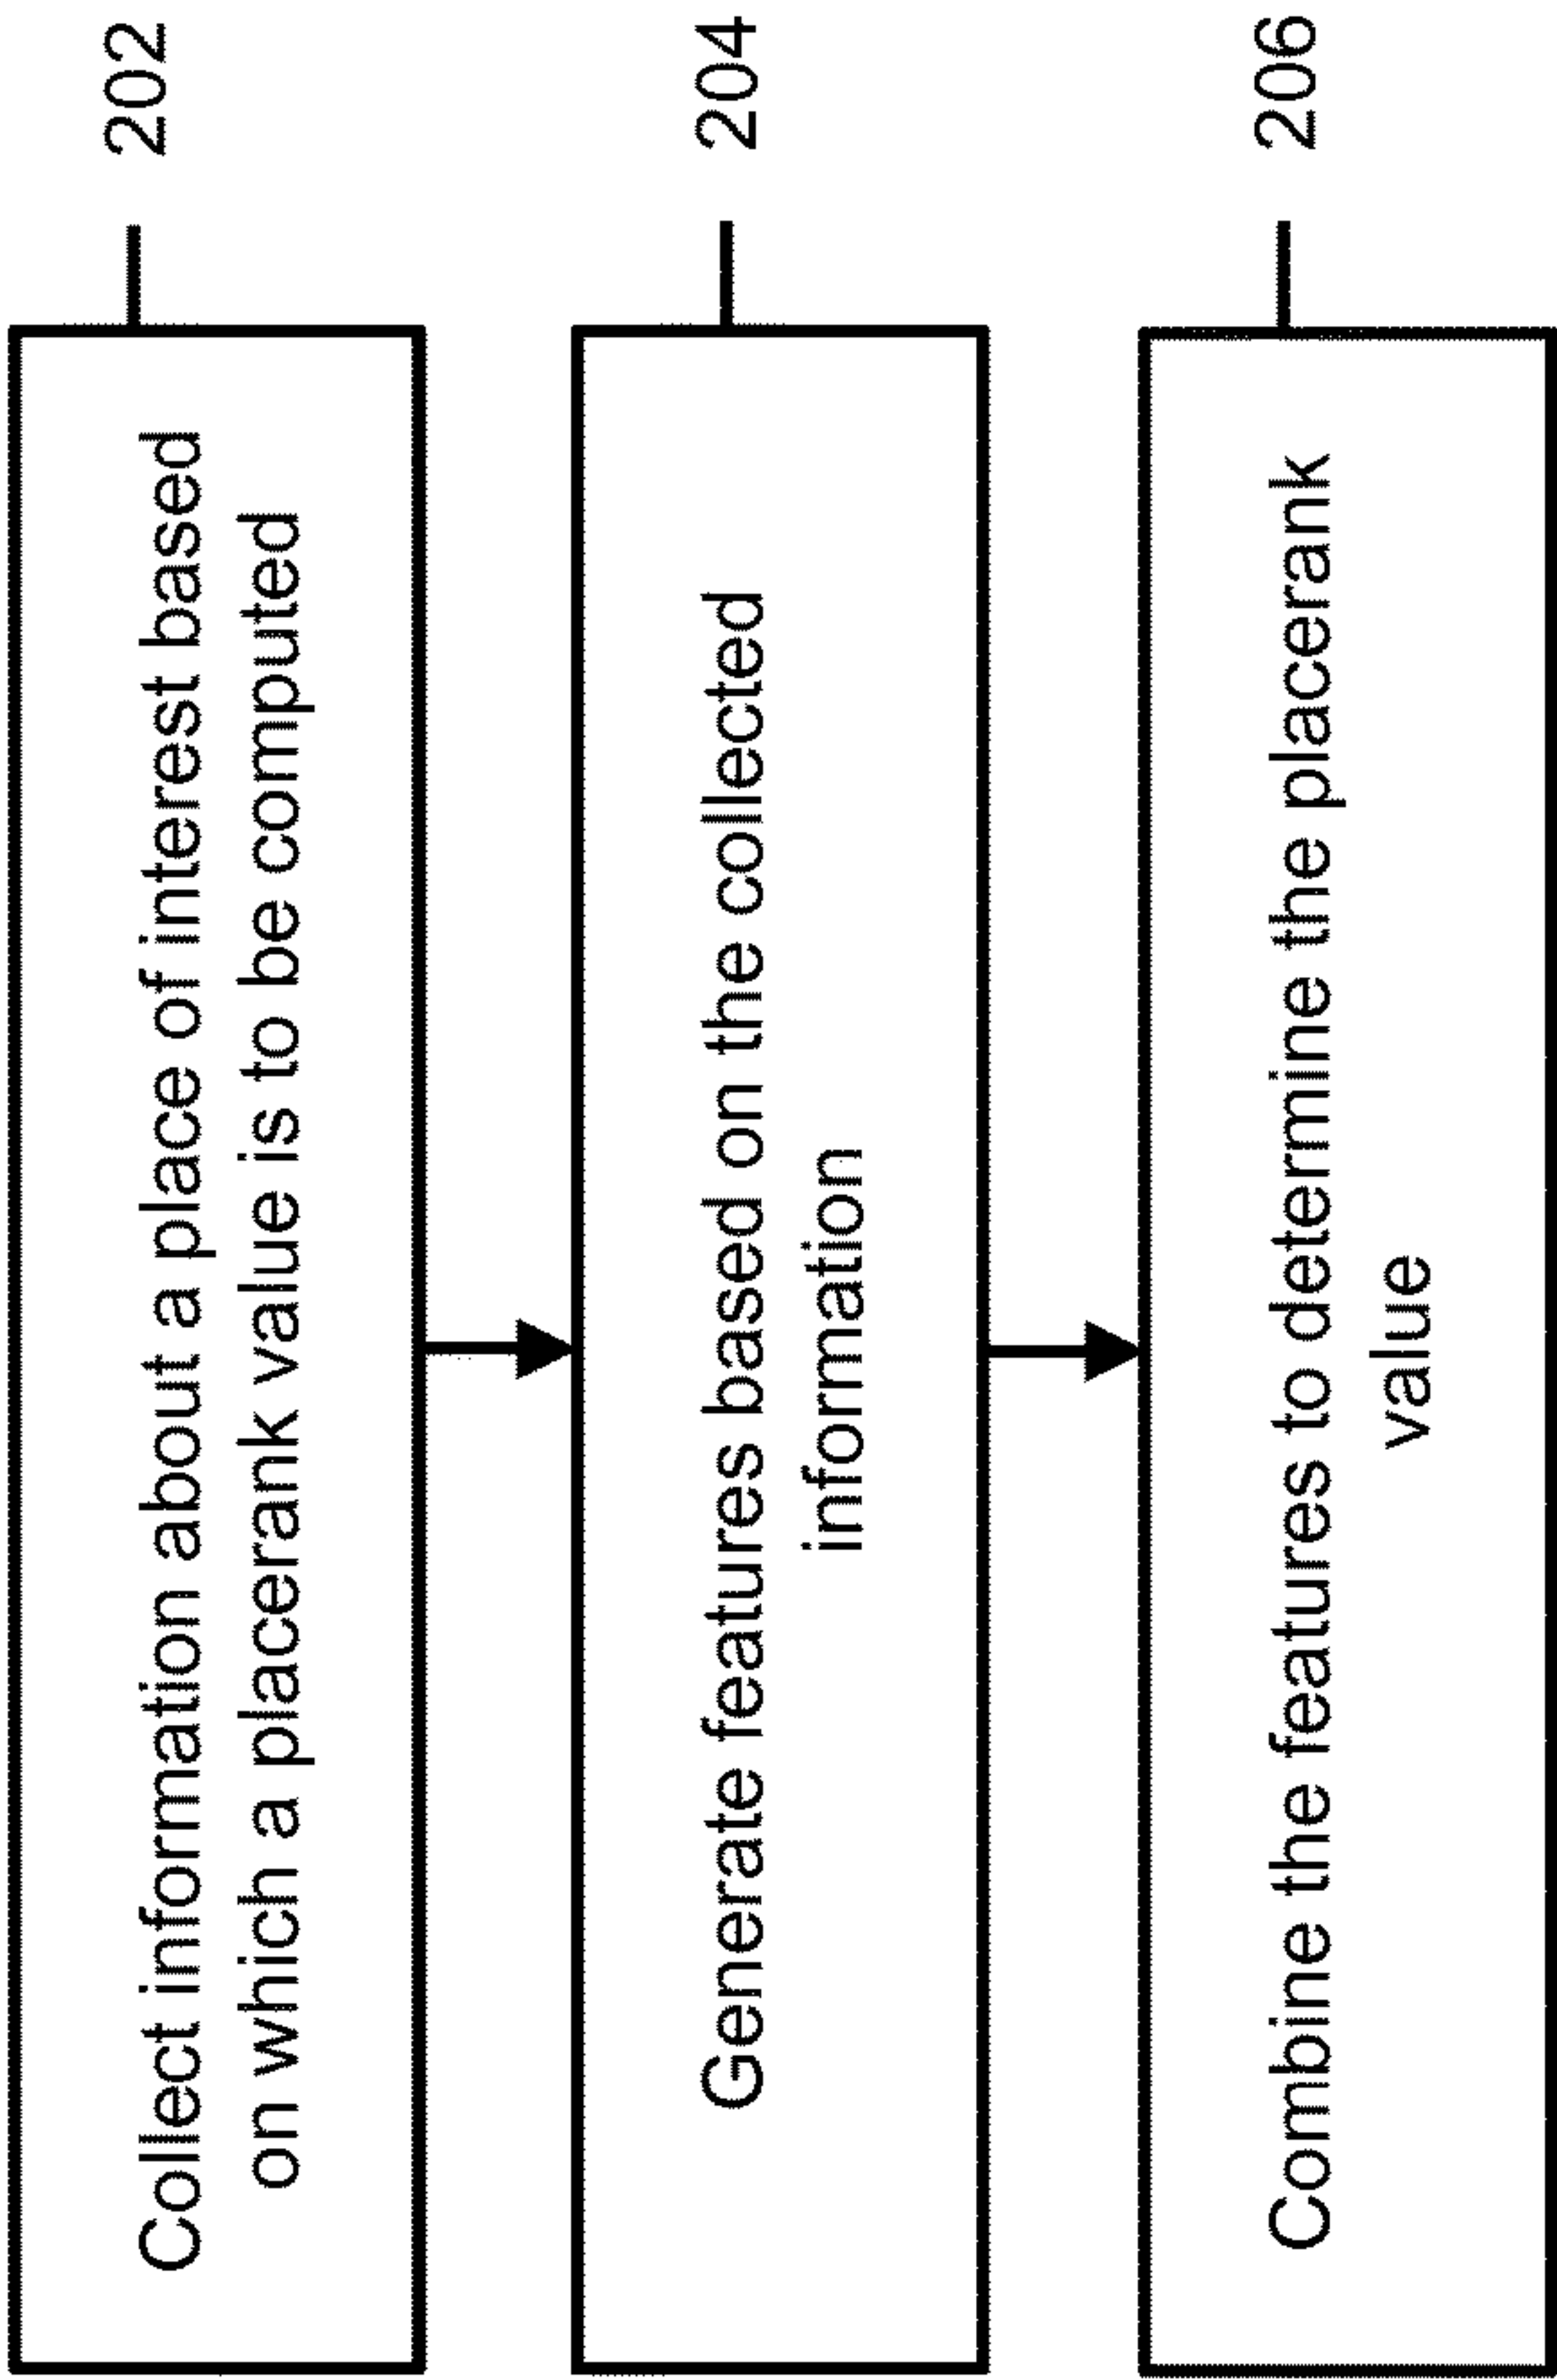 Collect information about a place of interest based
on which a placerank value is to be computed
202
Generate features based on the collected
information
204
Combine the features to determine the placerank
value
206